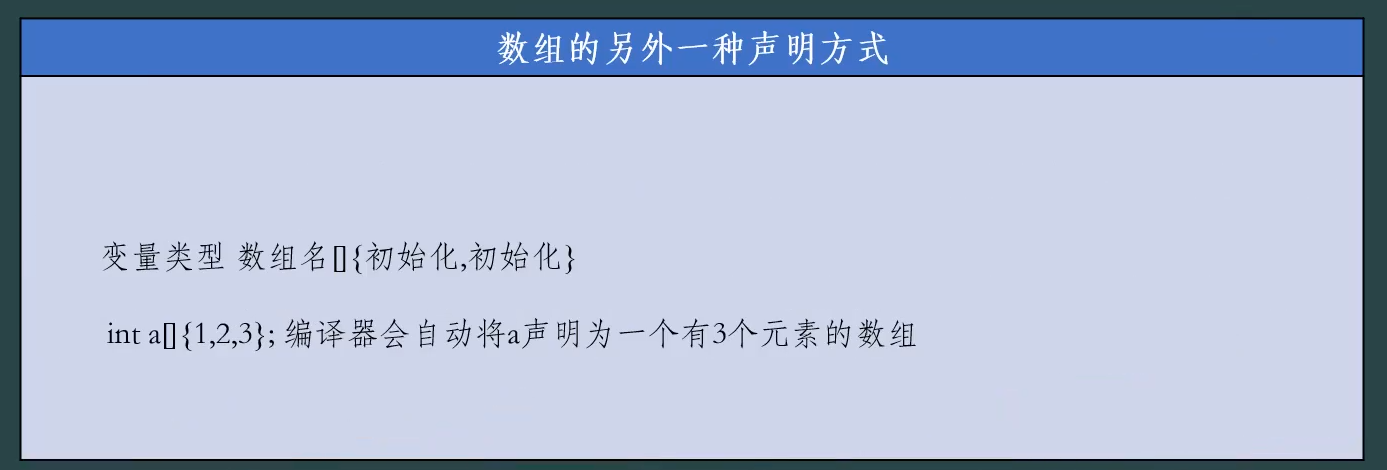 数组的另外一种声明方式
变量类型 数组名[]{初始化,初始化}
int a[]{1,2,3}; 编译器会自动将a声明为一个有3个元素的数组